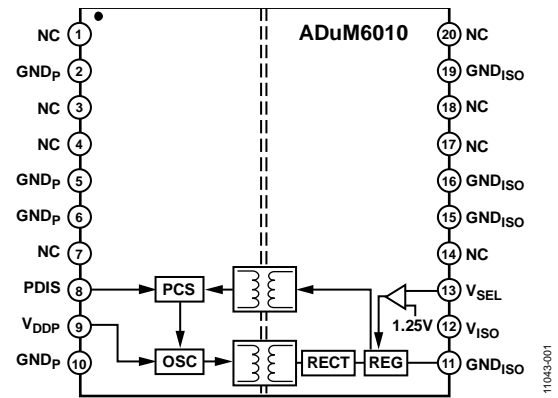 ADuM6010
NC 1
GNDP 2
NC 3
NC 4
GNDP 5
GNDP 6
NC 7
PDIS 8
VDDP 9
GNDP 10
20 NC
19 GNDISO
18 NC
17 NC
16 GNDISO
15 GNDISO
14 NC
13 VSEL
12 VISO
11 GNDISO
PCS
OSC
RECT
REG
1.25V
11043-001